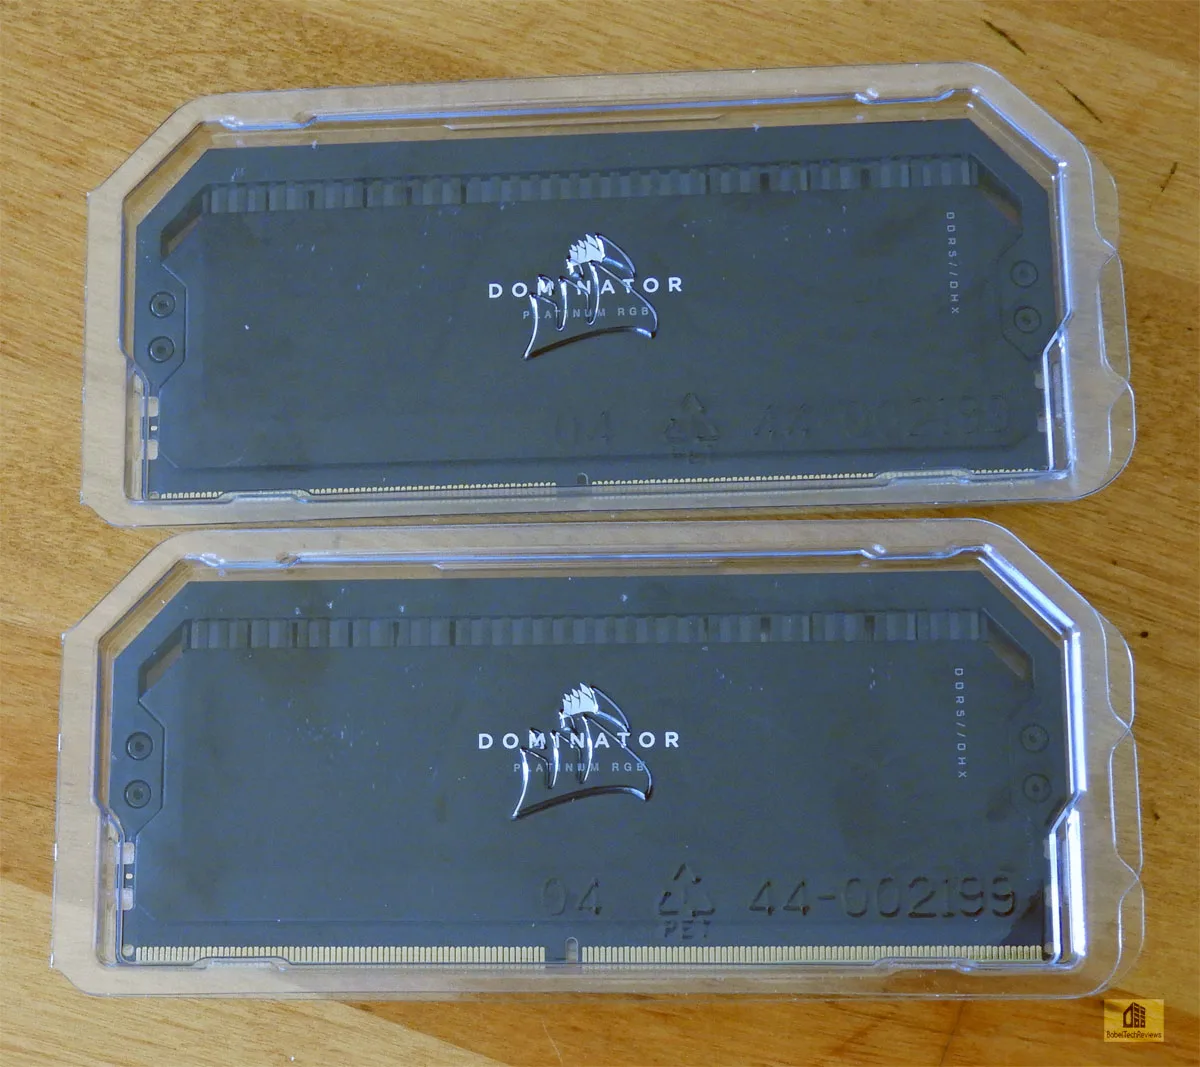 DOMINATOR
PLATINUM RGB
DDR5//DHX
04 PET 44-002199
DOMINATOR
PLATINUM RGB
DDR5//DHX
04 PET 44-002199
BabelTechReviews